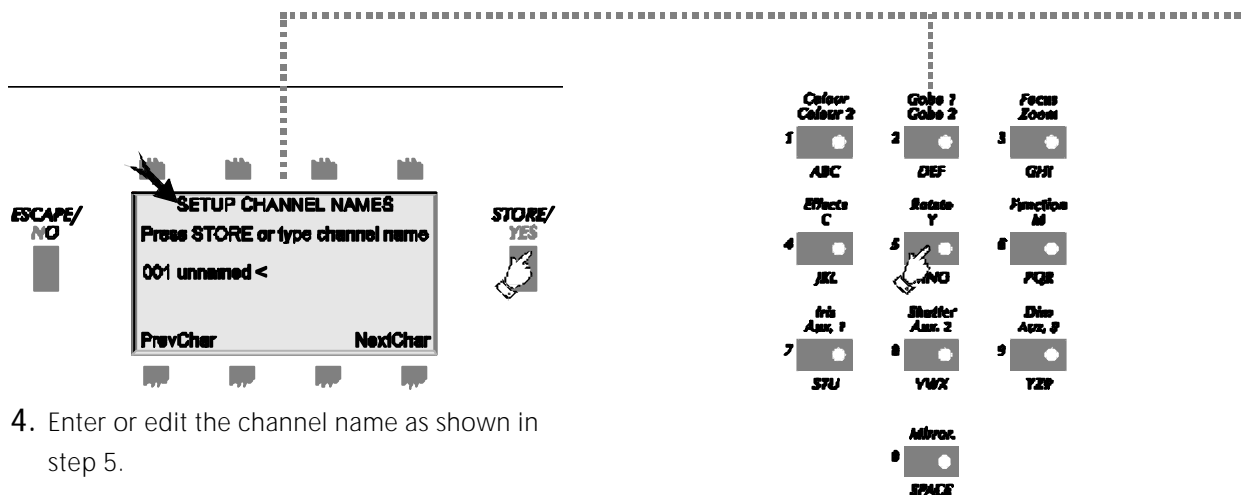 ESCAPE/
NO
SETUP CHANNEL NAMES
Press STORE or type channel name
001 unnamed <
PrevChar NextChar
STORE/
YES
4. Enter or edit the channel name as shown in
step 5.
Colour
Colour 2
1
ABC
Gobo 1
Gobo 2
2
DEF
Focus
Zoom
3
GHI
Effects
C
4
JKL
Rotate
Y
5
MNO
Function
M
6
PQR
Iris
Aux. 1
7
STU
Shutter
Aux. 2
8
VWX
Dim
Aux. 3
9
YZ
Mirror.
SPACE